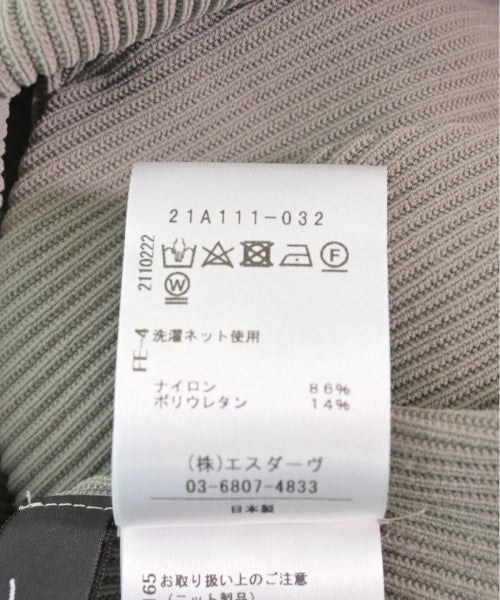 21A111-032
2110222
F
W
FE-4
洗濯ネット使用
ナイロン 86%
ポリウレタン 14%
(株)エスダーヴ
03-6807-4833
日本製
165
お取り扱い上のご注意
(ニット製品)